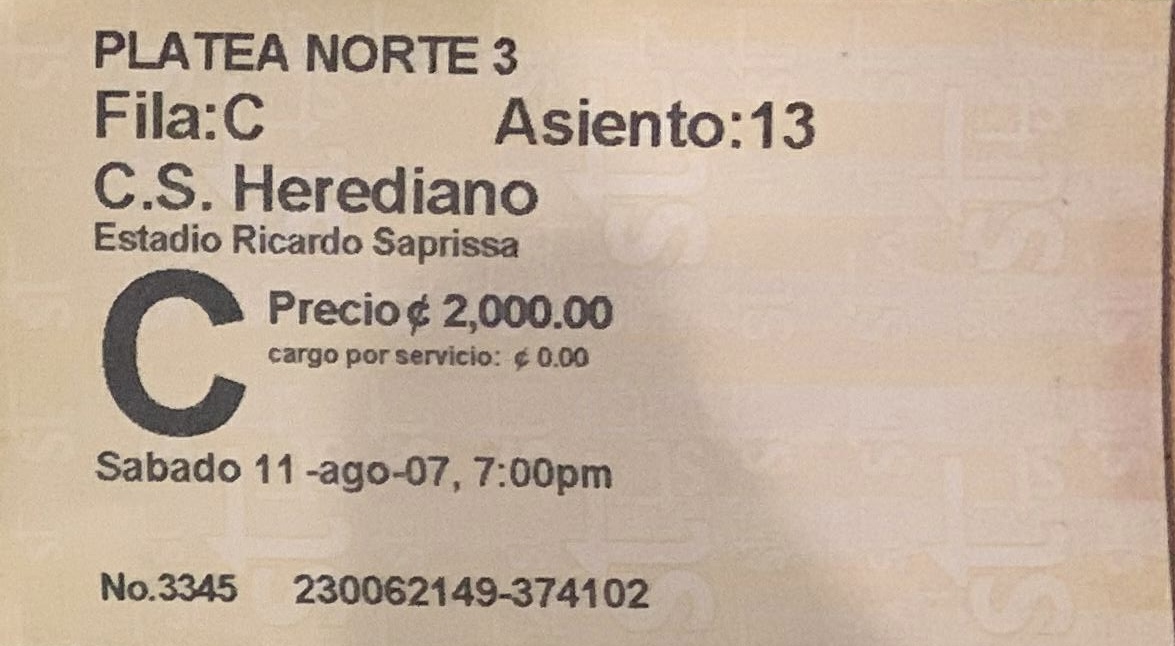 PLATEA NORTE 3
Fila:C Asiento:13
C.S. Herediano
Estadio Ricardo Saprissa
C
Precio ¢ 2,000.00
cargo por servicio: ¢ 0.00
Sabado 11 -ago-07, 7:00pm
No.3345 230062149-374102